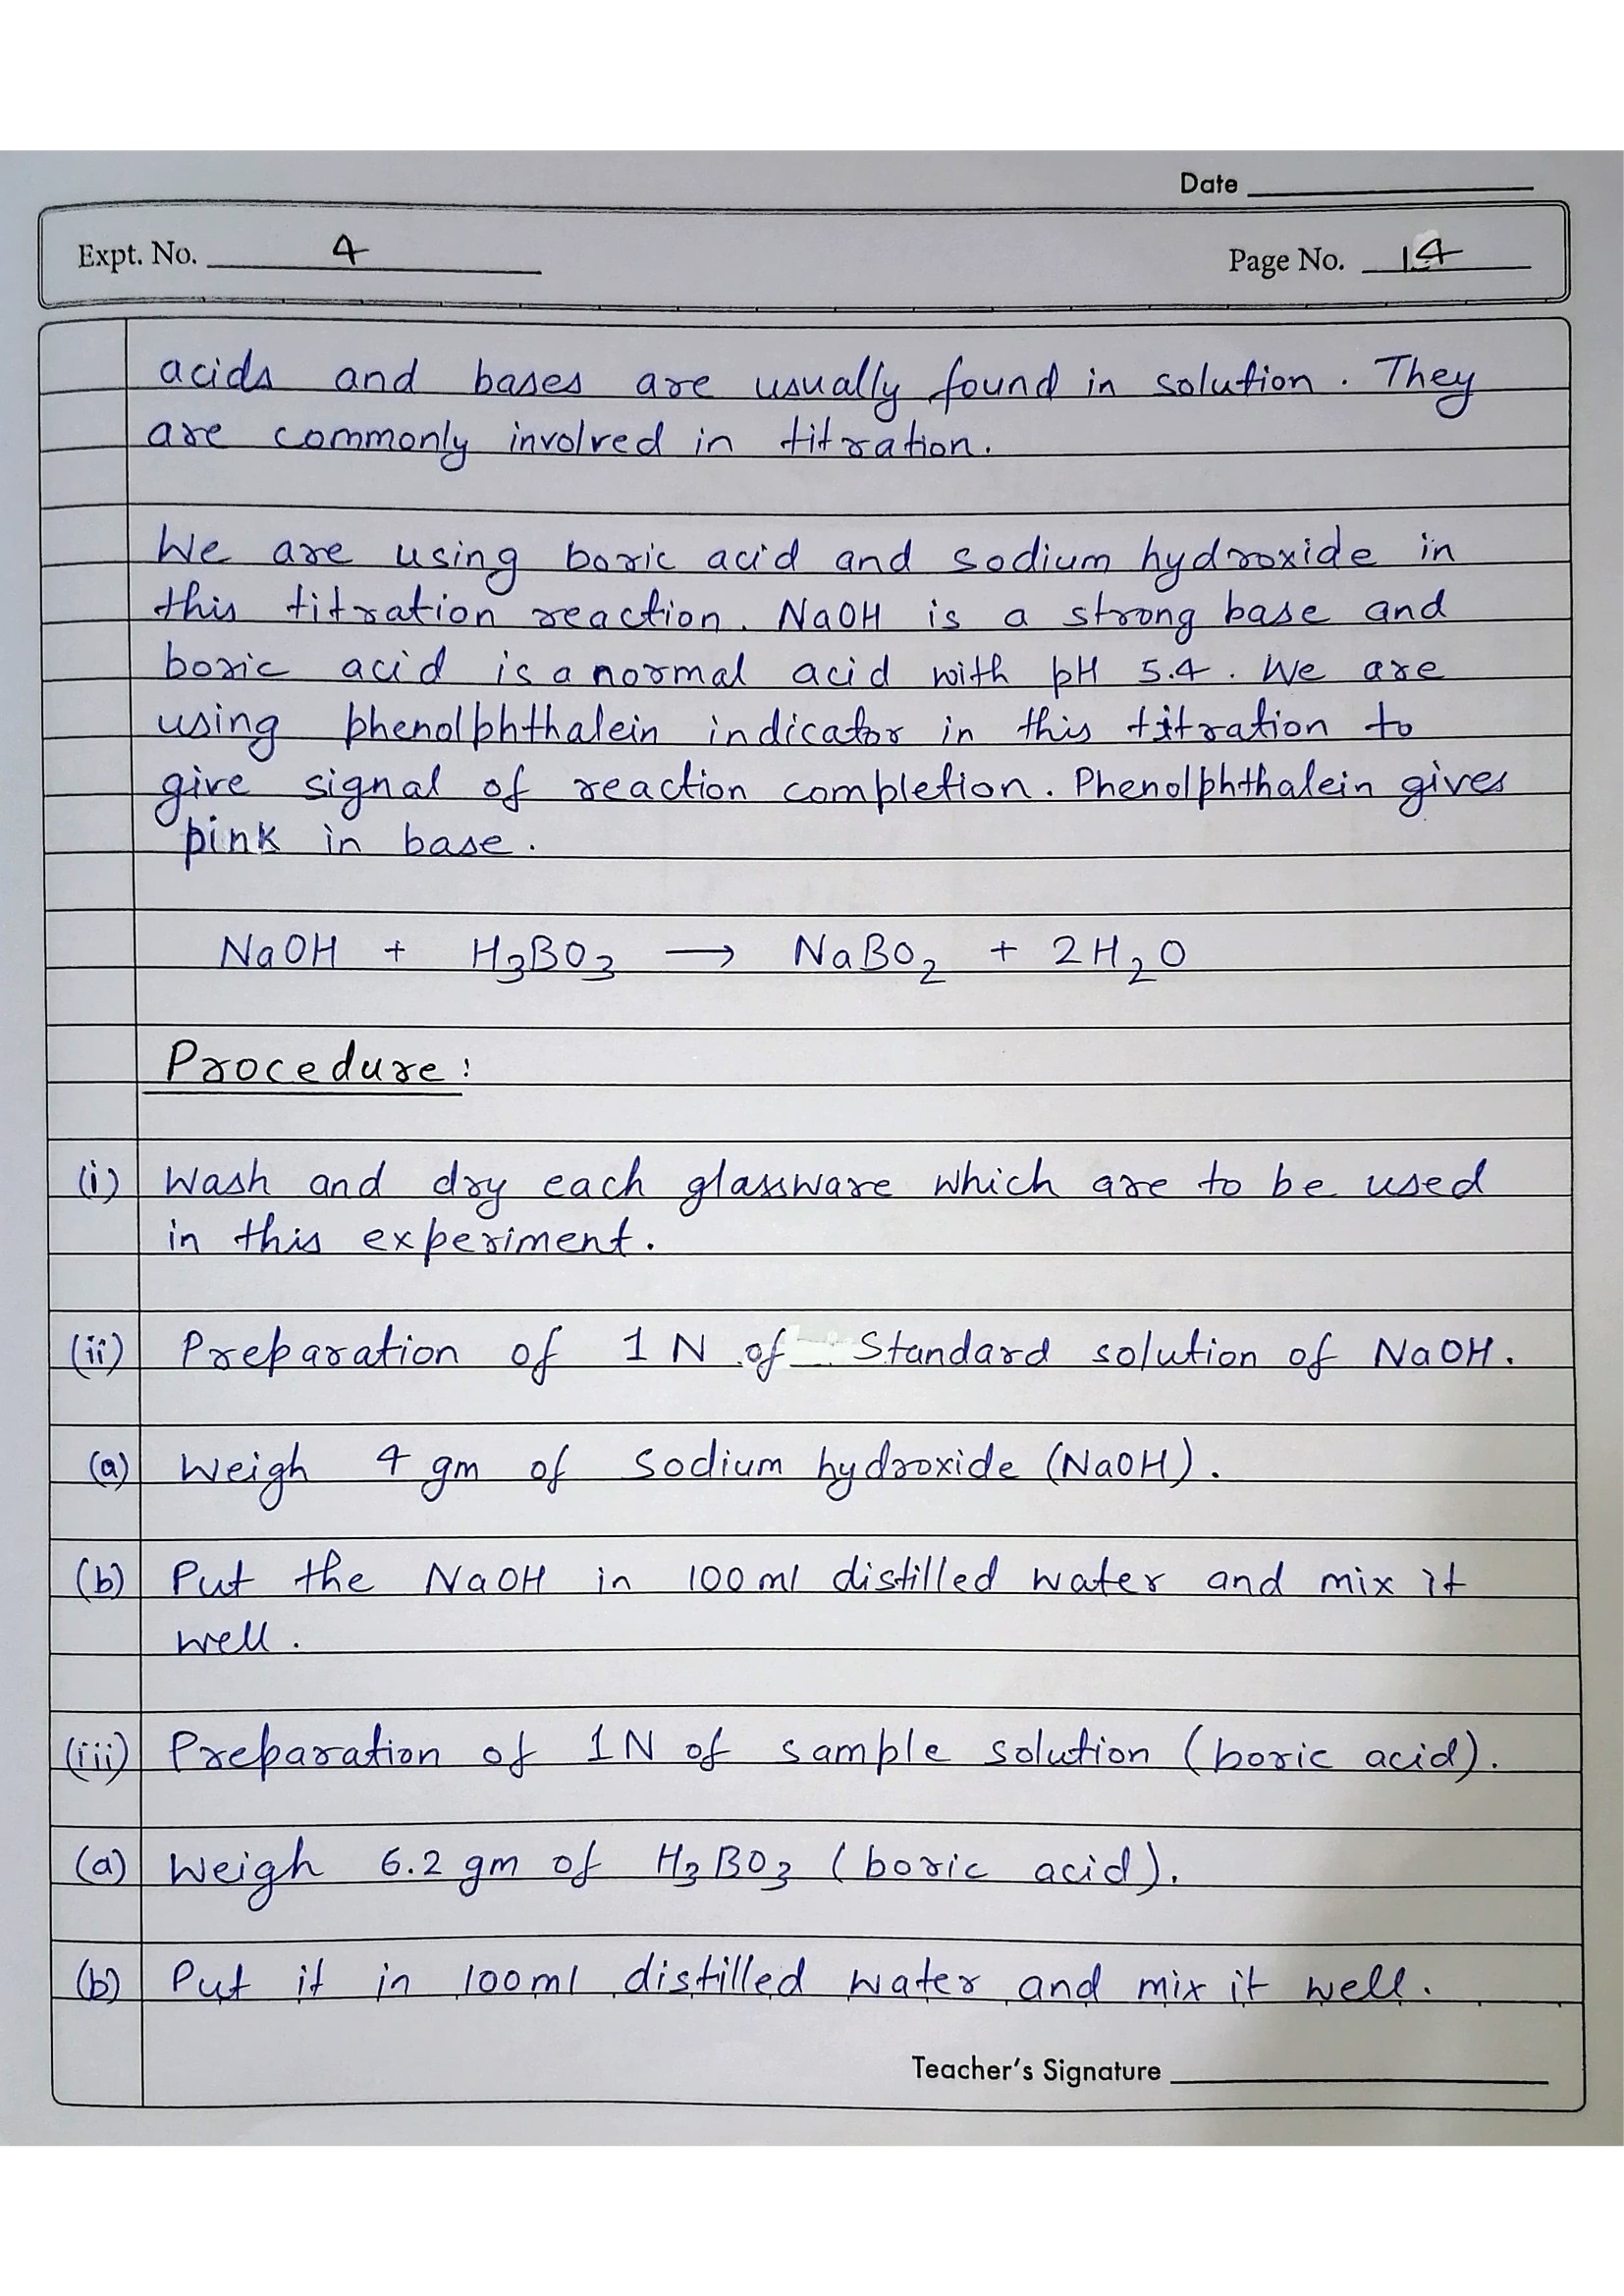 Date
Expt. No. 4
Page No. 14
acids and bases are usually found in solution. They
are commonly involved in titration.
We are using boric acid and sodium hydroxide in
this titration reaction. NaOH is a strong base and
boric acid is a normal acid with pH 5.4. We are
using phenolphthalein indicator in this titration to
give signal of reaction completion. Phenolphthalein gives
pink in base.
NaOH + H₃BO₃ → NaBO₂ + 2H₂O
Procedure:
(i) Wash and dry each glassware which are to be used
in this experiment.
(ii) Preparation of 1 N of Standard solution of NaOH.
(a) Weigh 4 gm of sodium hydroxide (NaOH).
(b) Put the NaOH in 100 ml distilled water and mix it
well.
(iii) Preparation of 1N of sample solution (boric acid).
(a) Weigh 6.2 gm of H₃BO₃ (boric acid).
(b) Put it in 100ml distilled water and mix it well.
Teacher's Signature